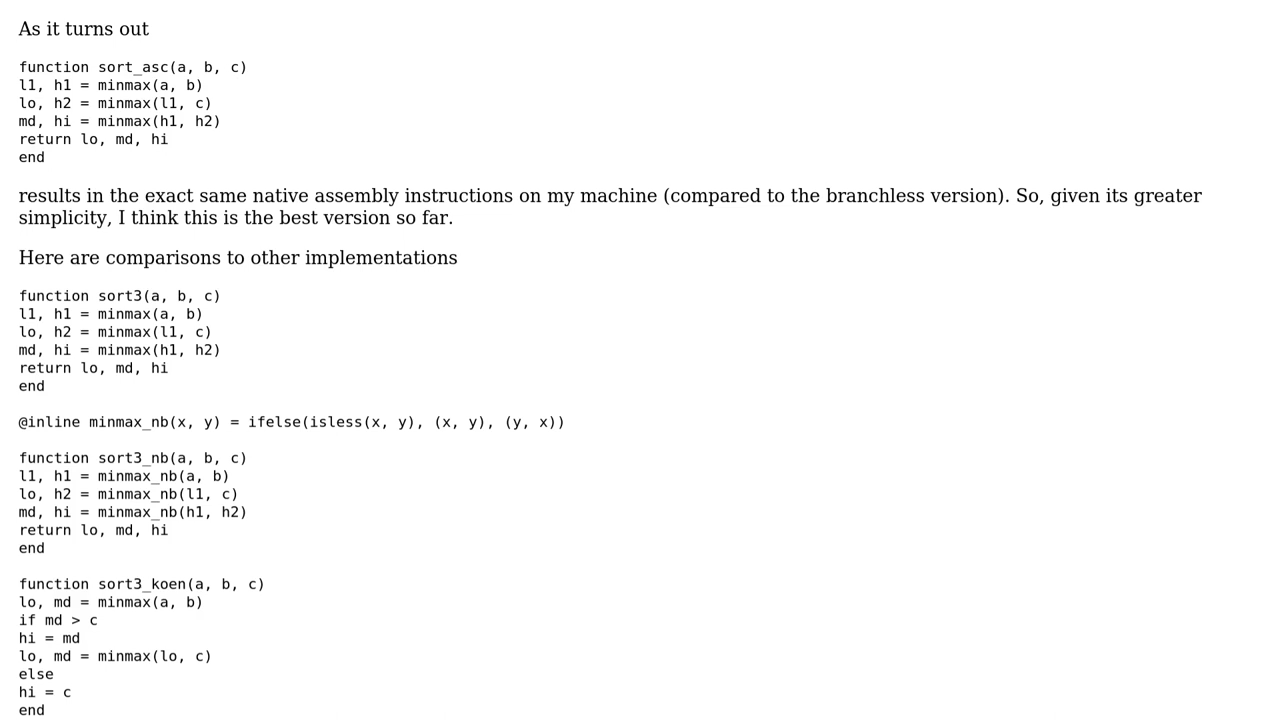 As it turns out
function sort_asc(a, b, c)
l1, h1 = minmax(a, b)
lo, h2 = minmax(l1, c)
md, hi = minmax(h1, h2)
return lo, md, hi
end
results in the exact same native assembly instructions on my machine (compared to the branchless version). So, given its greater
simplicity, I think this is the best version so far.
Here are comparisons to other implementations
function sort3(a, b, c)
l1, h1 = minmax(a, b)
lo, h2 = minmax(l1, c)
md, hi = minmax(h1, h2)
return lo, md, hi
end
@inline minmax_nb(x, y) = ifelse(isless(x, y), (x, y), (y, x))
function sort3_nb(a, b, c)
l1, h1 = minmax_nb(a, b)
lo, h2 = minmax_nb(l1, c)
md, hi = minmax_nb(h1, h2)
return lo, md, hi
end
function sort3_koen(a, b, c)
lo, md = minmax(a, b)
if md > c
hi = md
lo, md = minmax(lo, c)
else
hi = c
end